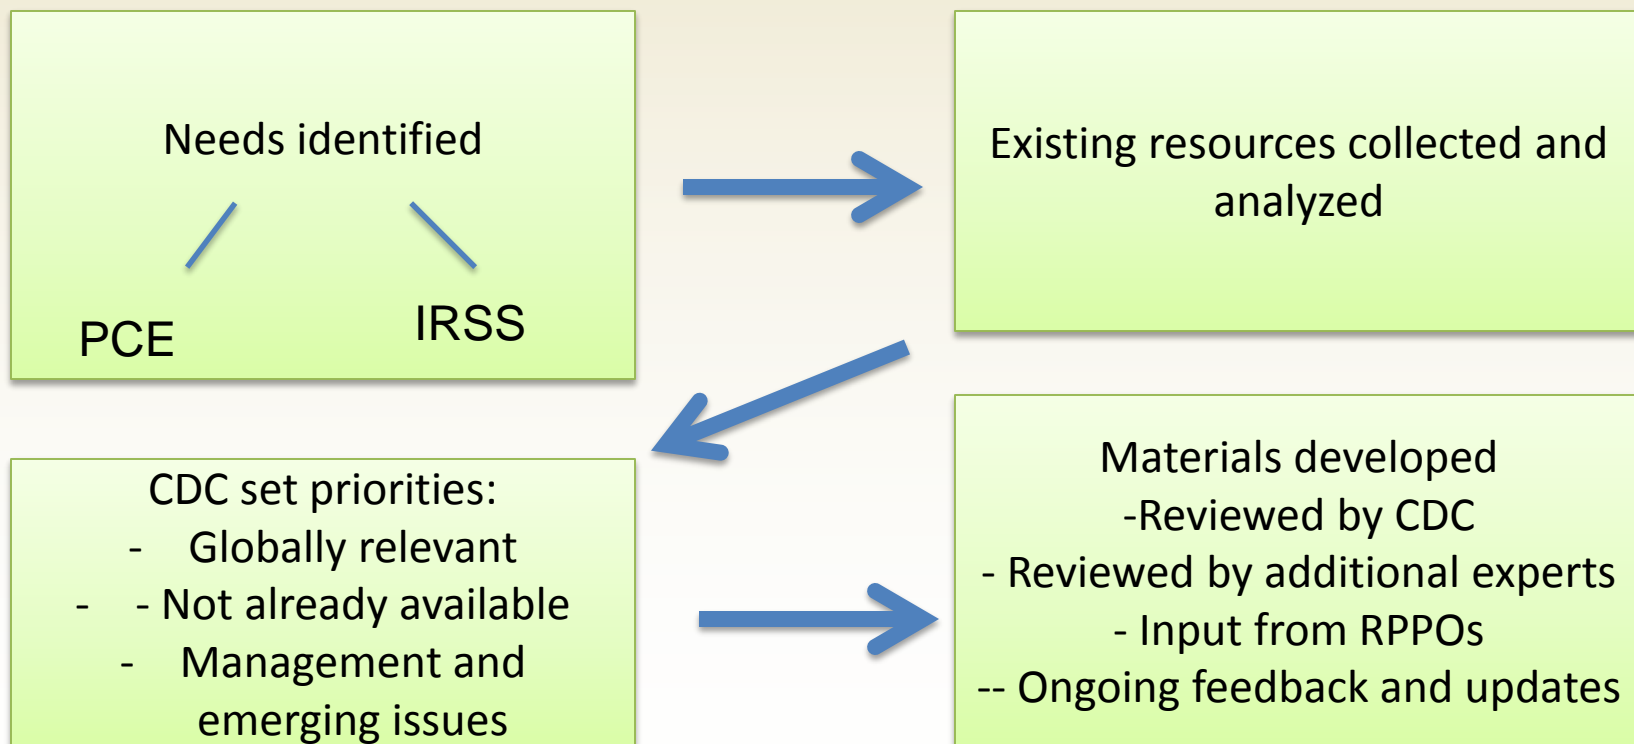 Needs identified
PCE
IRSS
Existing resources collected and
analyzed
CDC set priorities:
- Globally relevant
- - Not already available
- Management and
emerging issues
Materials developed
-Reviewed by CDC
- Reviewed by additional experts
- Input from RPPOs
-- Ongoing feedback and updates